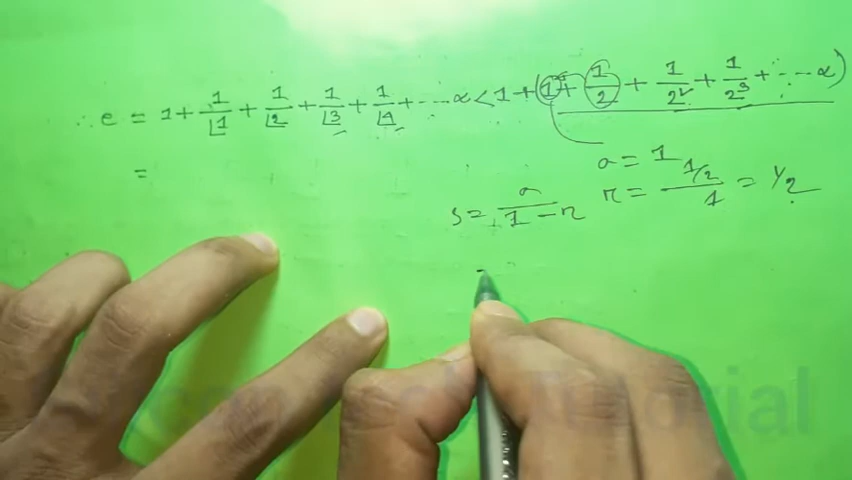 ∴ e = 1 + 1/⌊1 + 1/⌊2 + 1/⌊3 + 1/⌊4 + ....∝ < 1 + (1 + 1/2 + 1/2² + 1/2³ + ....∝)
=
a = 1
s = a/(1 - r) r = (1/2)/1 = 1/2
Tutorial